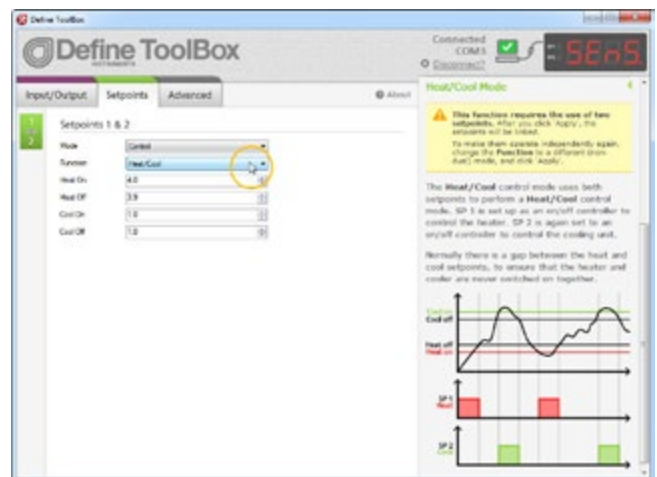 Define ToolBox
Define ToolBox
INSTRUMENTS
Connected
COM3
Disconnect?
SEnS
Input/Output
Setpoints
Advanced
About
1
2
Setpoints 1 & 2
Mode
Control
Function
Heat/Cool
Heat On
4.0
Heat Off
3.9
Cool On
1.0
Cool Off
1.0
Heat/Cool Mode
This function requires the use of two
setpoints. After you click 'Apply', the
setpoints will be linked.
To make them operate independently again,
change the Function to a different (non-
dual) mode, and click 'Apply'.
The Heat/Cool control mode uses both
setpoints to perform a Heat/Cool control
mode. SP 1 is set up as an on/off controller to
control the heater. SP 2 is again set to an
on/off controller to control the cooling unit.
Normally there is a gap between the heat and
cool setpoints, to ensure that the heater and
cooler are never switched on together.
Cool on
Cool off
Heat off
Heat on
SP 1
Heat
SP 2
Cool